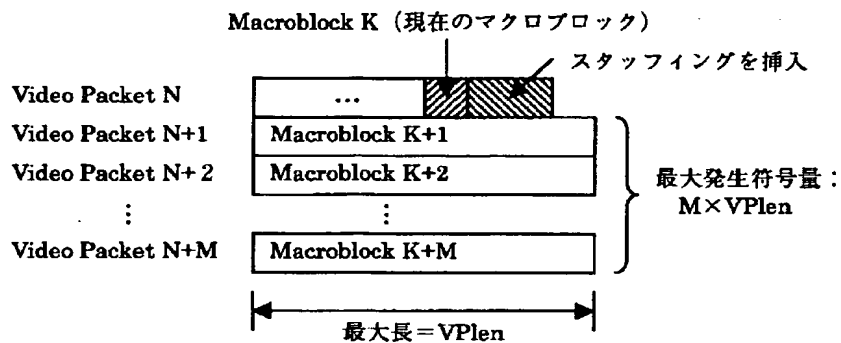 Macroblock K（現在のマクロブロック）
スタッフィングを挿入
Video Packet N
...
Video Packet N+1
Macroblock K+1
Video Packet N+2
Macroblock K+2
⋮
⋮
Video Packet N+M
Macroblock K+M
最大発生符号量：
M×VPlen
最大長＝VPlen